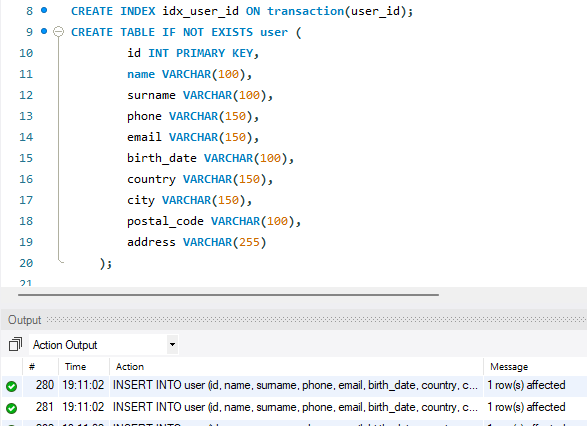 8 CREATE INDEX idx_user_id ON transaction(user_id);
9 CREATE TABLE IF NOT EXISTS user (
10 id INT PRIMARY KEY,
11 name VARCHAR(100),
12 surname VARCHAR(100),
13 phone VARCHAR(150),
14 email VARCHAR(150),
15 birth_date VARCHAR(100),
16 country VARCHAR(150),
17 city VARCHAR(150),
18 postal_code VARCHAR(100),
19 address VARCHAR(255)
20 );
21
Output
Action Output
# Time Action Message
280 19:11:02 INSERT INTO user (id, name, surname, phone, email, birth_date, country, c... 1 row(s) affected
281 19:11:02 INSERT INTO user (id, name, surname, phone, email, birth_date, country, c... 1 row(s) affected